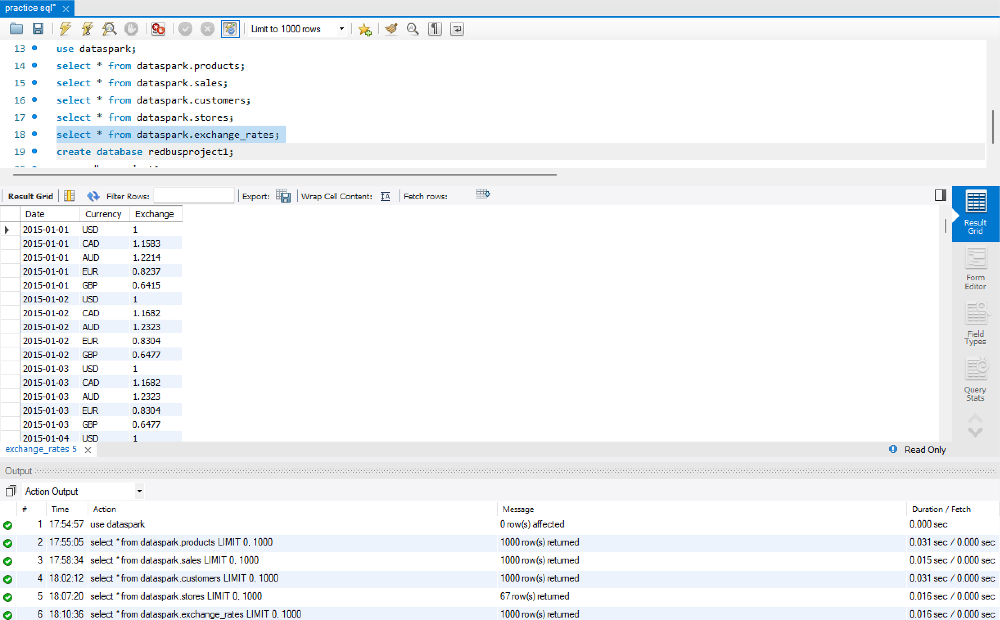 practice sql*
Limit to 1000 rows
13 use dataspark;
14 select * from dataspark.products;
15 select * from dataspark.sales;
16 select * from dataspark.customers;
17 select * from dataspark.stores;
18 select * from dataspark.exchange_rates;
19 create database redbusproject1;
Result Grid Filter Rows: Export: Wrap Cell Content: Fetch rows:
Date Currency Exchange
2015-01-01 USD 1
2015-01-01 CAD 1.1583
2015-01-01 AUD 1.2214
2015-01-01 EUR 0.8237
2015-01-01 GBP 0.6415
2015-01-02 USD 1
2015-01-02 CAD 1.1682
2015-01-02 AUD 1.2323
2015-01-02 EUR 0.8304
2015-01-02 GBP 0.6477
2015-01-03 USD 1
2015-01-03 CAD 1.1682
2015-01-03 AUD 1.2323
2015-01-03 EUR 0.8304
2015-01-03 GBP 0.6477
2015-01-04 USD 1
Result
Grid
Form
Editor
Field
Types
Query
Stats
exchange_rates 5
Read Only
Output
Action Output
# Time Action Message Duration / Fetch
1 17:54:57 use dataspark 0 row(s) affected 0.000 sec
2 17:55:05 select * from dataspark.products LIMIT 0, 1000 1000 row(s) returned 0.031 sec / 0.000 sec
3 17:58:34 select * from dataspark.sales LIMIT 0, 1000 1000 row(s) returned 0.015 sec / 0.000 sec
4 18:02:12 select * from dataspark.customers LIMIT 0, 1000 1000 row(s) returned 0.031 sec / 0.000 sec
5 18:07:20 select * from dataspark.stores LIMIT 0, 1000 67 row(s) returned 0.016 sec / 0.000 sec
6 18:10:36 select * from dataspark.exchange_rates LIMIT 0, 1000 1000 row(s) returned 0.016 sec / 0.000 sec